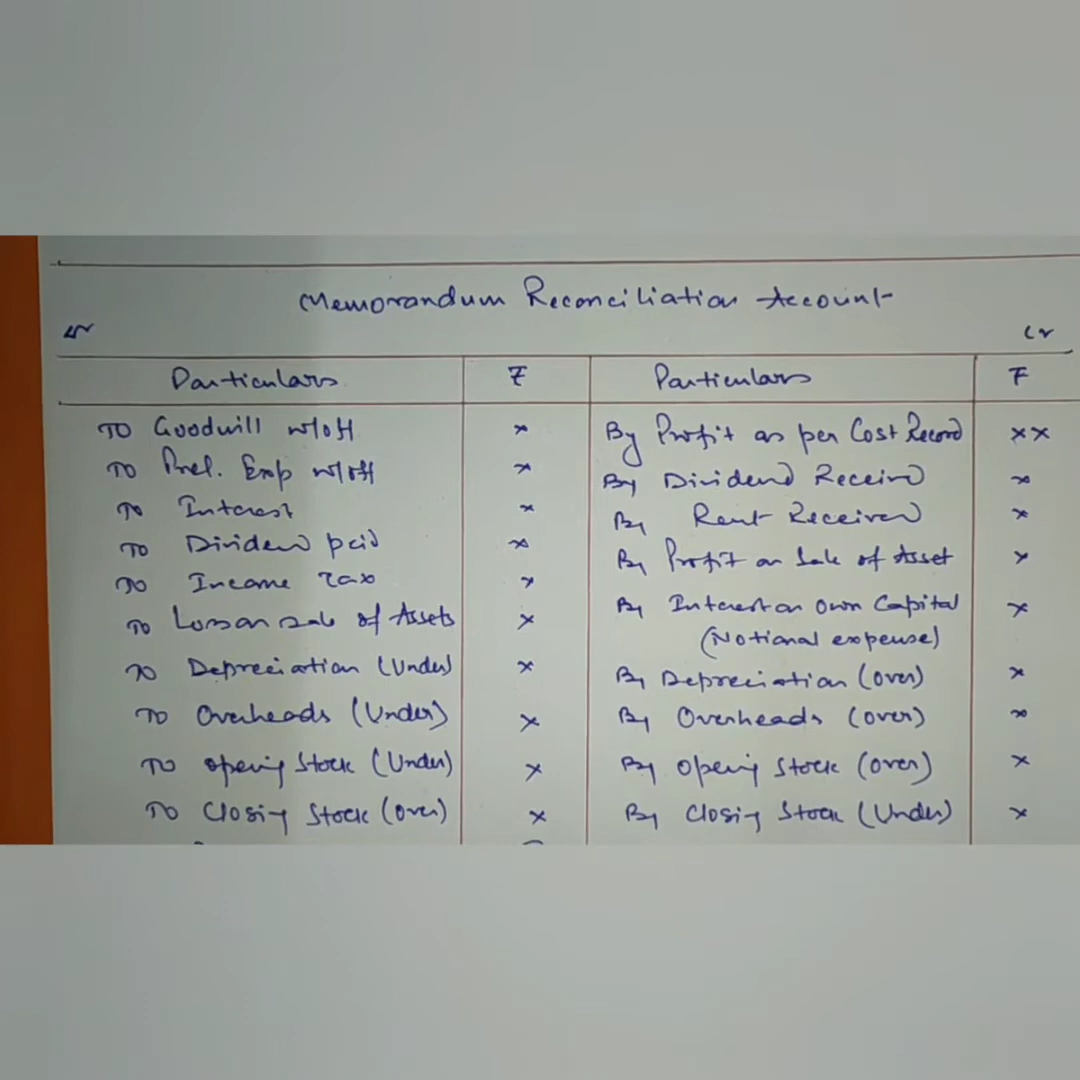 Memorandum Reconciliation Account
Dr Cr
Particulars ₹ Particulars ₹
To Goodwill w/off x By Profit as per Cost Record xx
To Prel. Exp w/off x By Dividend Received x
To Interest x By Rent Received x
To Dividend paid x By Profit on Sale of Asset x
To Income Tax x By Interest on own Capital x
(Notional expense)
To Loss on sale of Assets x
To Depreciation (Under) x By Depreciation (over) x
To Overheads (Under) x By Overheads (over) x
To Opening Stock (Under) x By Opening Stock (over) x
To Closing Stock (Over) x By Closing Stock (Under) x